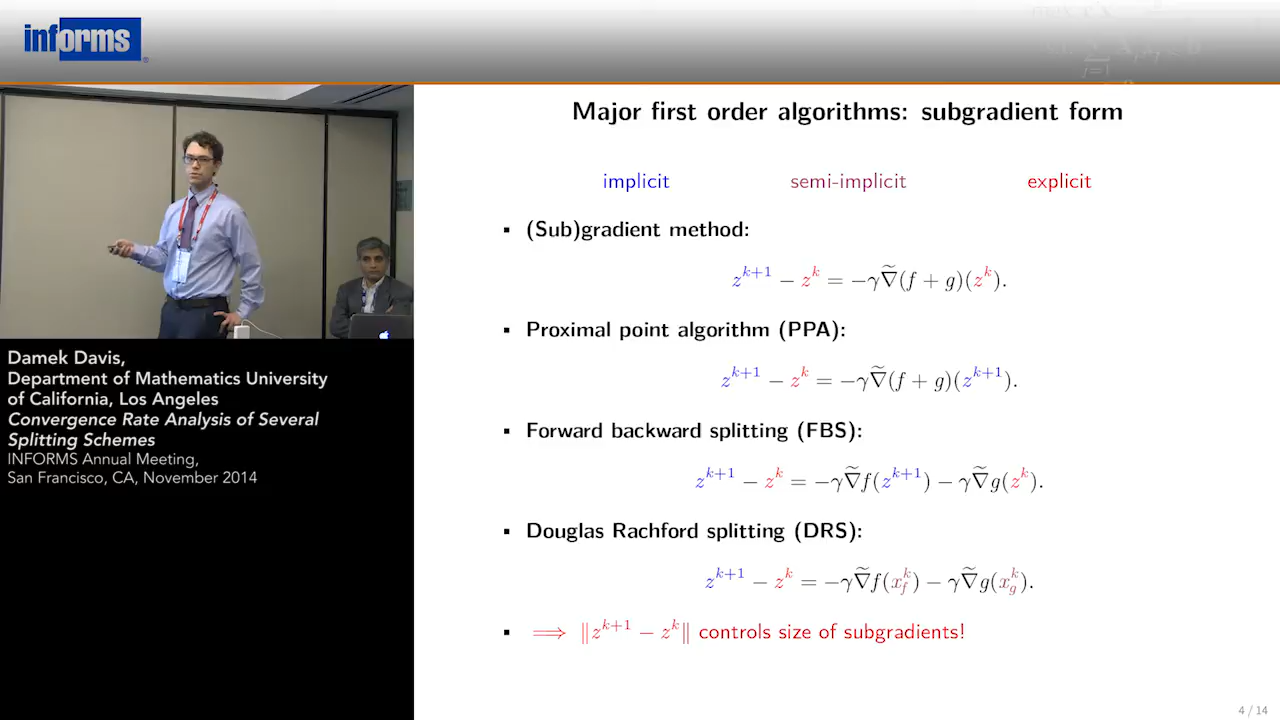 informs
Major first order algorithms: subgradient form
implicit semi-implicit explicit
▪ (Sub)gradient method:
z^{k+1} − z^k = −γ∇̃(f + g)(z^k).
▪ Proximal point algorithm (PPA):
z^{k+1} − z^k = −γ∇̃(f + g)(z^{k+1}).
▪ Forward backward splitting (FBS):
z^{k+1} − z^k = −γ∇̃f(z^{k+1}) − γ∇̃g(z^k).
▪ Douglas Rachford splitting (DRS):
z^{k+1} − z^k = −γ∇̃f(x_f^k) − γ∇̃g(x_g^k).
▪ ⟹ ‖z^{k+1} − z^k‖ controls size of subgradients!
Damek Davis,
Department of Mathematics University
of California, Los Angeles
Convergence Rate Analysis of Several
Splitting Schemes
INFORMS Annual Meeting,
San Francisco, CA, November 2014
4 / 14